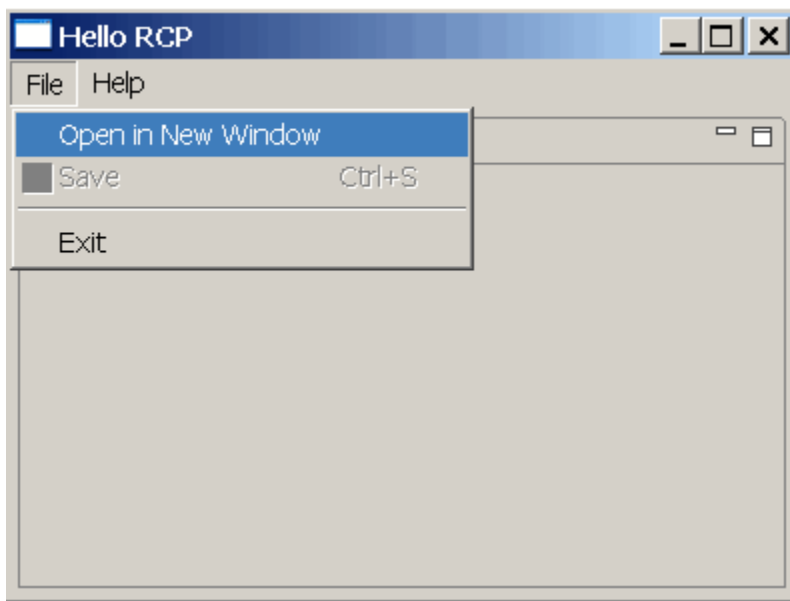 Hello RCP
File Help
Open in New Window
Save Ctrl+S
Exit